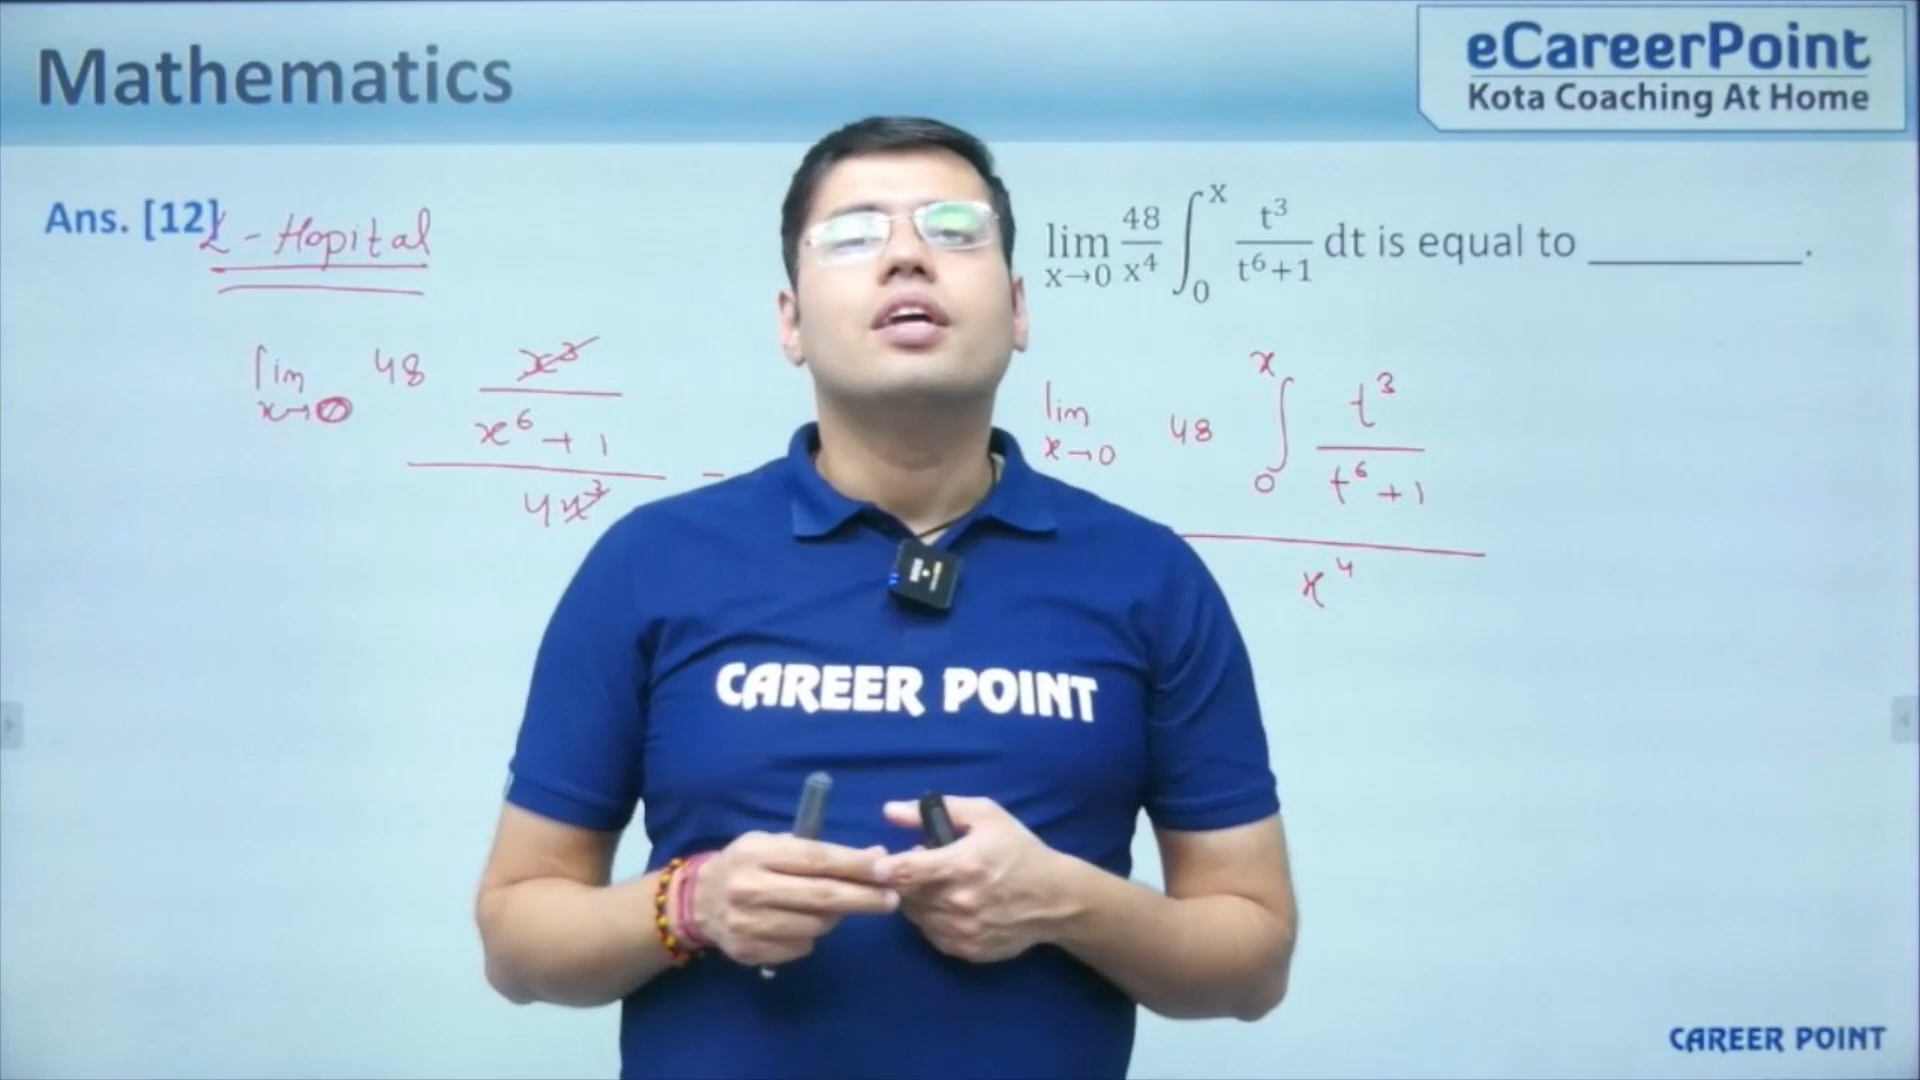 Mathematics
eCareerPoint
Kota Coaching At Home
Ans. [12]
L - Hopital
lim x→0 48/x⁴ ∫₀ˣ t³/(t⁶+1) dt is equal to __________.
lim x→0 48 x³/(x⁶+1) / 4x³ =
lim x→0 48 ∫₀ˣ t³/(t⁶+1) / x⁴
CAREER POINT
CAREER POINT